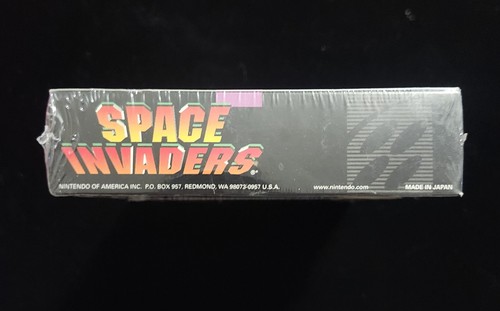 SPACE
INVADERS®
NINTENDO OF AMERICA INC. P.O. BOX 957, REDMOND, WA 98073-0957 U.S.A. www.nintendo.com MADE IN JAPAN